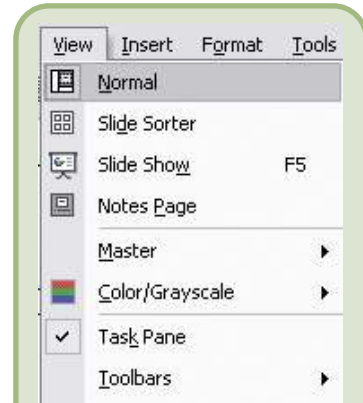 View Insert Format Tools
Normal
Slide Sorter
Slide Show F5
Notes Page
Master
Color/Grayscale
Task Pane
Toolbars